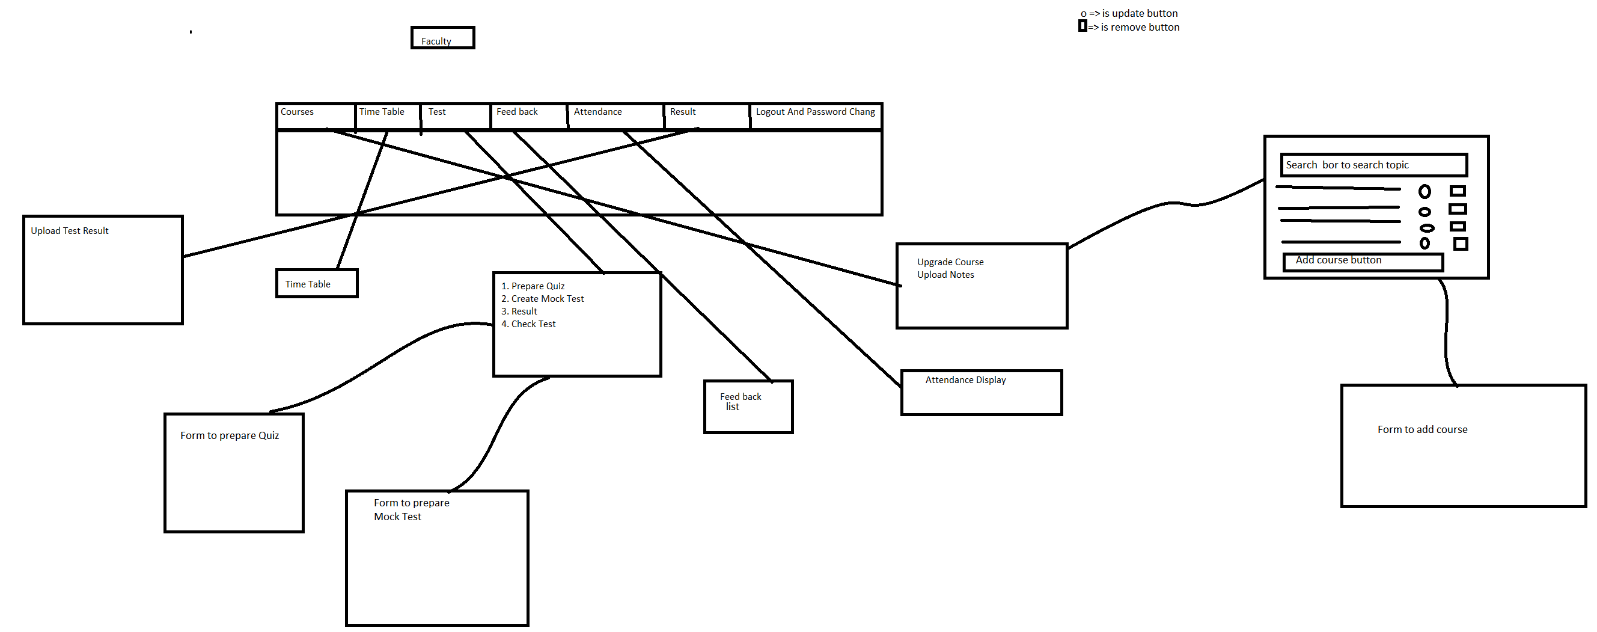 o => is update button
=> is remove button
Faculty
Courses
Time Table
Test
Feed back
Attendance
Result
Logout And Password Chang
Search bor to search topic
Add course button
Upload Test Result
Time Table
1. Prepare Quiz
2. Create Mock Test
3. Result
4. Check Test
Upgrade Course
Upload Notes
Attendance Display
Feed back
list
Form to add course
Form to prepare Quiz
Form to prepare
Mock Test